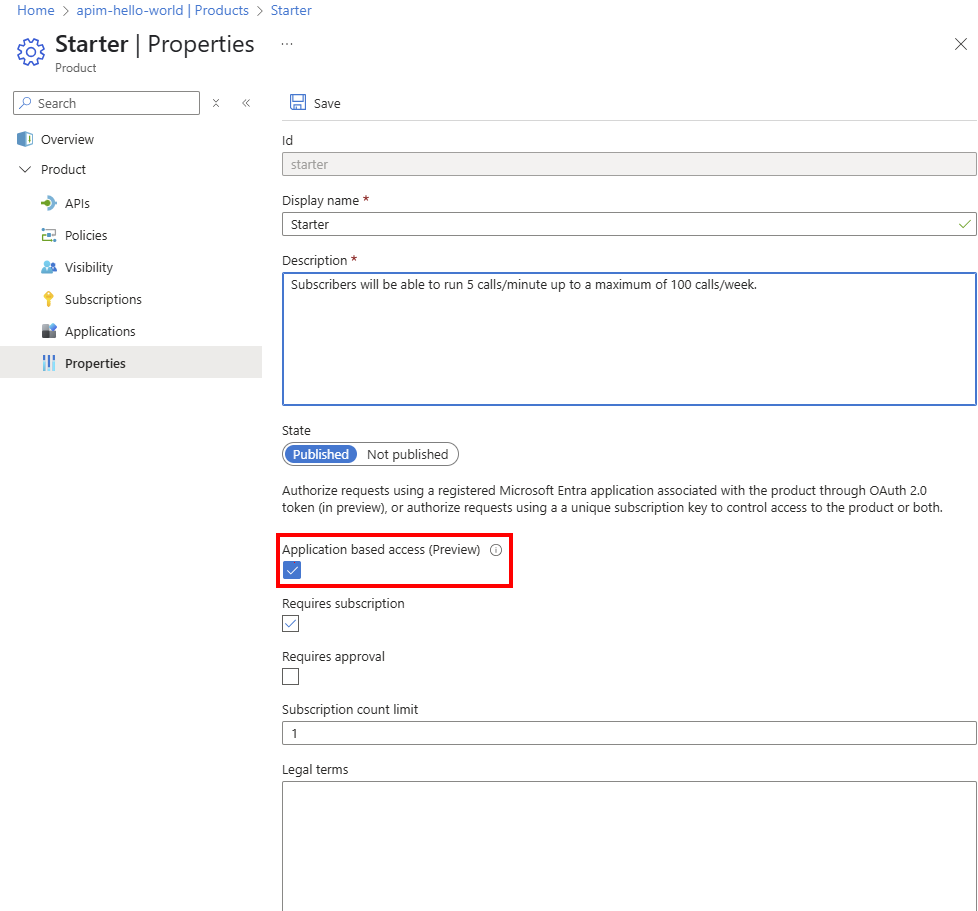 Home > apim-hello-world | Products > Starter
Starter | Properties ...
Product
Search
Save
Overview
Product
APIs
Policies
Visibility
Subscriptions
Applications
Properties
Id
starter
Display name *
Starter
Description *
Subscribers will be able to run 5 calls/minute up to a maximum of 100 calls/week.
State
Published Not published
Authorize requests using a registered Microsoft Entra application associated with the product through OAuth 2.0
token (in preview), or authorize requests using a a unique subscription key to control access to the product or both.
Application based access (Preview)
Requires subscription
Requires approval
Subscription count limit
1
Legal terms